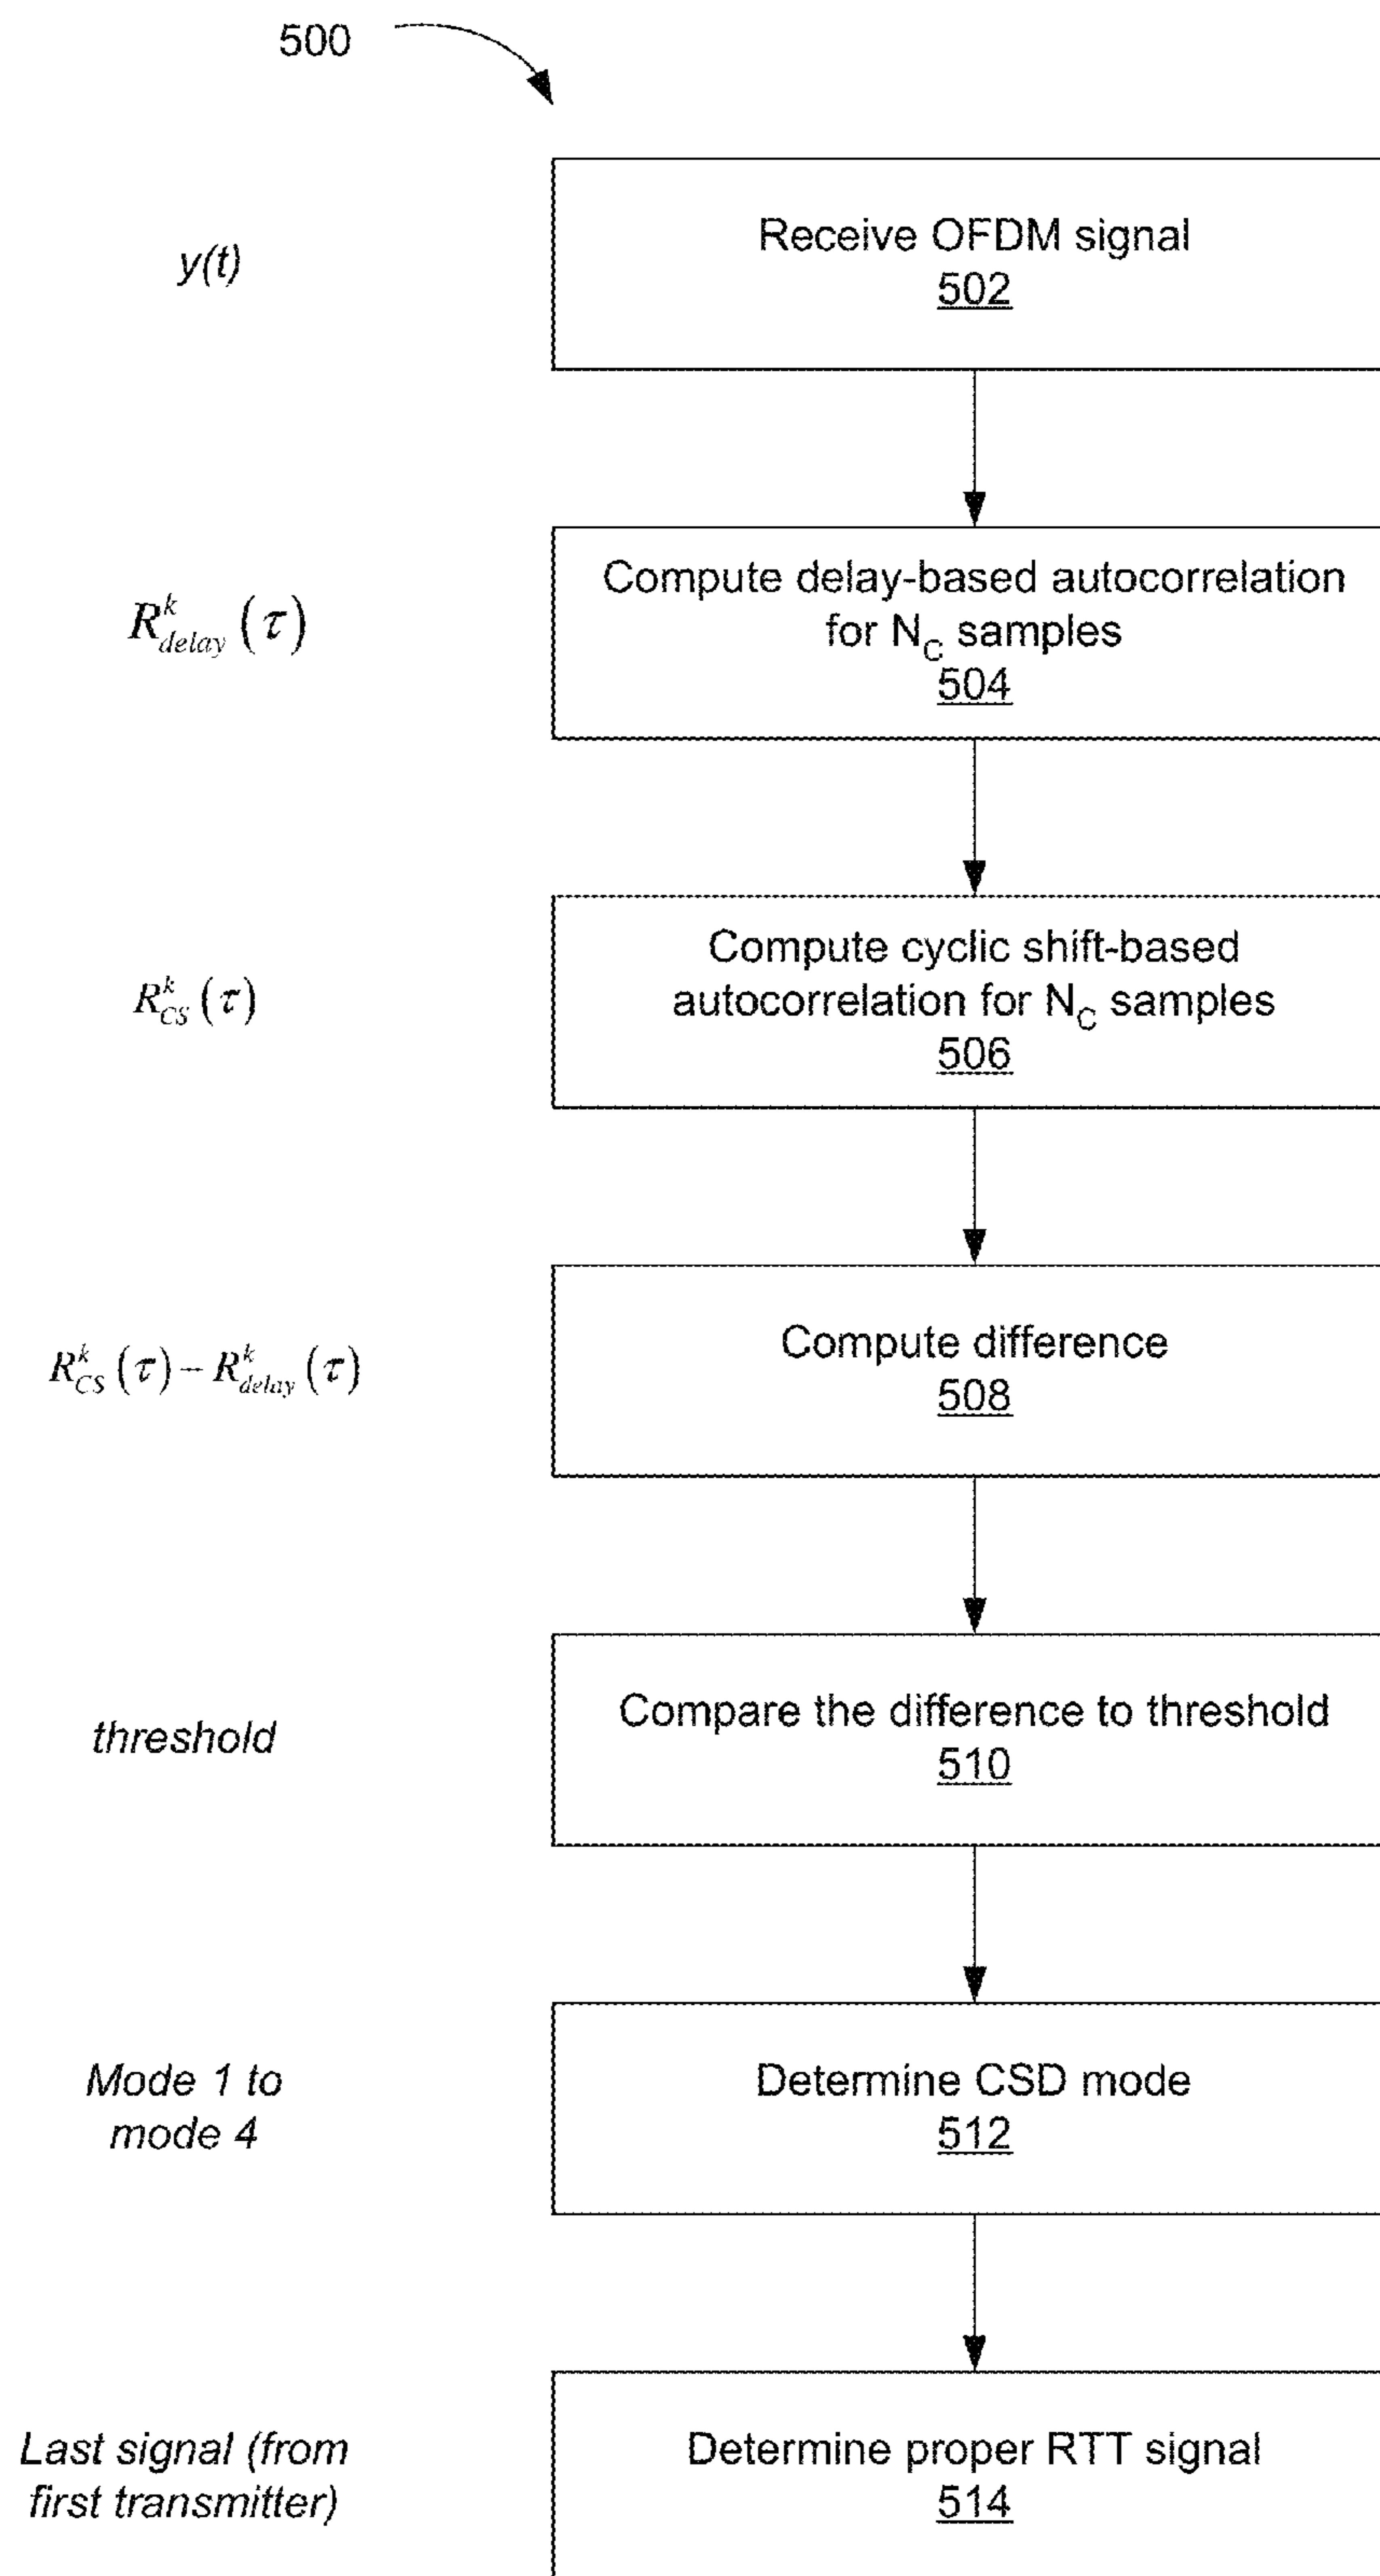 500
y(t)
Receive OFDM signal
502
R^k_delay (τ)
Compute delay-based autocorrelation
for N_C samples
504
R^k_CS (τ)
Compute cyclic shift-based
autocorrelation for N_C samples
506
R^k_CS (τ) – R^k_delay (τ)
Compute difference
508
threshold
Compare the difference to threshold
510
Mode 1 to
mode 4
Determine CSD mode
512
Last signal (from
first transmitter)
Determine proper RTT signal
514